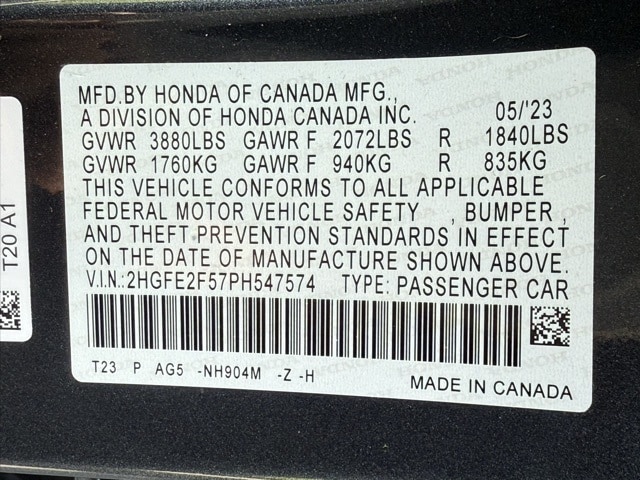 MFD.BY HONDA OF CANADA MFG.,
A DIVISION OF HONDA CANADA INC. 05/'23
GVWR 3880LBS GAWR F 2072LBS R 1840LBS
GVWR 1760KG GAWR F 940KG R 835KG
THIS VEHICLE CONFORMS TO ALL APPLICABLE
FEDERAL MOTOR VEHICLE SAFETY , BUMPER
AND THEFT PREVENTION STANDARDS IN EFFECT
ON THE DATE OF MANUFACTURE SHOWN ABOVE.
V.I.N.:2HGFE2F57PH547574 TYPE: PASSENGER CAR
T23 P AG5 -NH904M -Z -H
MADE IN CANADA
T20 A1